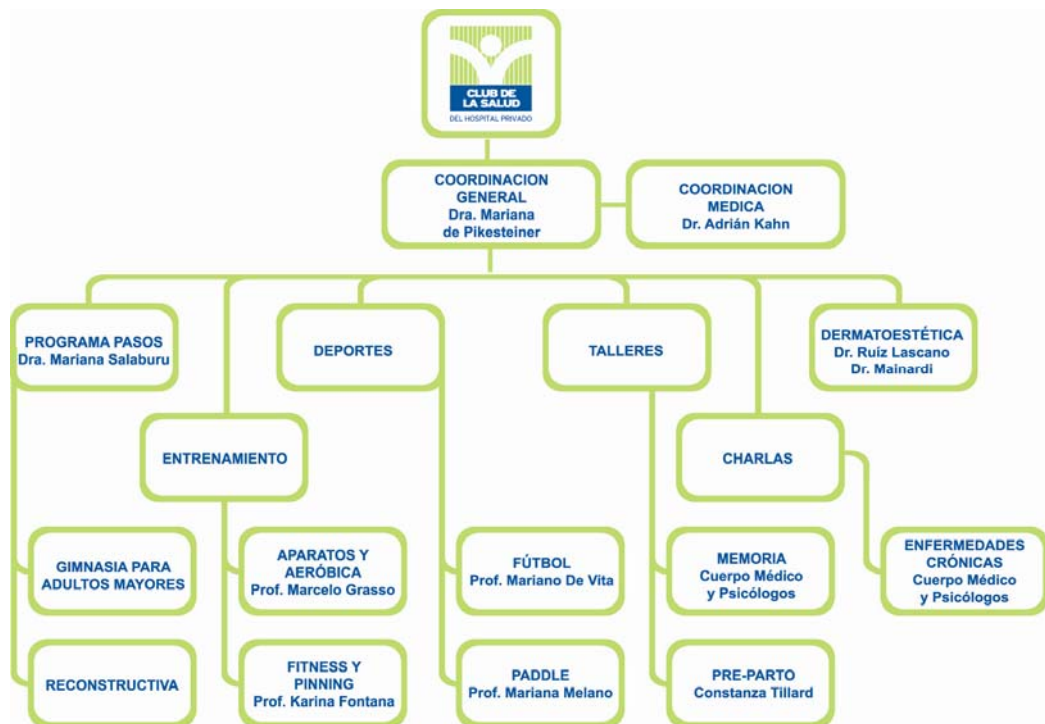 CLUB DE
LA SALUD
DEL HOSPITAL PRIVADO
COORDINACION
GENERAL
Dra. Mariana
de Pikesteiner
COORDINACION
MEDICA
Dr. Adrián Kahn
PROGRAMA PASOS
Dra. Mariana Salaburu
DEPORTES
TALLERES
DERMATOESTÉTICA
Dr. Ruiz Lascano
Dr. Mainardi
ENTRENAMIENTO
CHARLAS
GIMNASIA PARA
ADULTOS MAYORES
APARATOS Y
AERÓBICA
Prof. Marcelo Grasso
FÚTBOL
Prof. Mariano De Vita
MEMORIA
Cuerpo Médico
y Psicólogos
ENFERMEDADES
CRÓNICAS
Cuerpo Médico
y Psicólogos
RECONSTRUCTIVA
FITNESS Y
PINNING
Prof. Karina Fontana
PADDLE
Prof. Mariana Melano
PRE-PARTO
Constanza Tillard